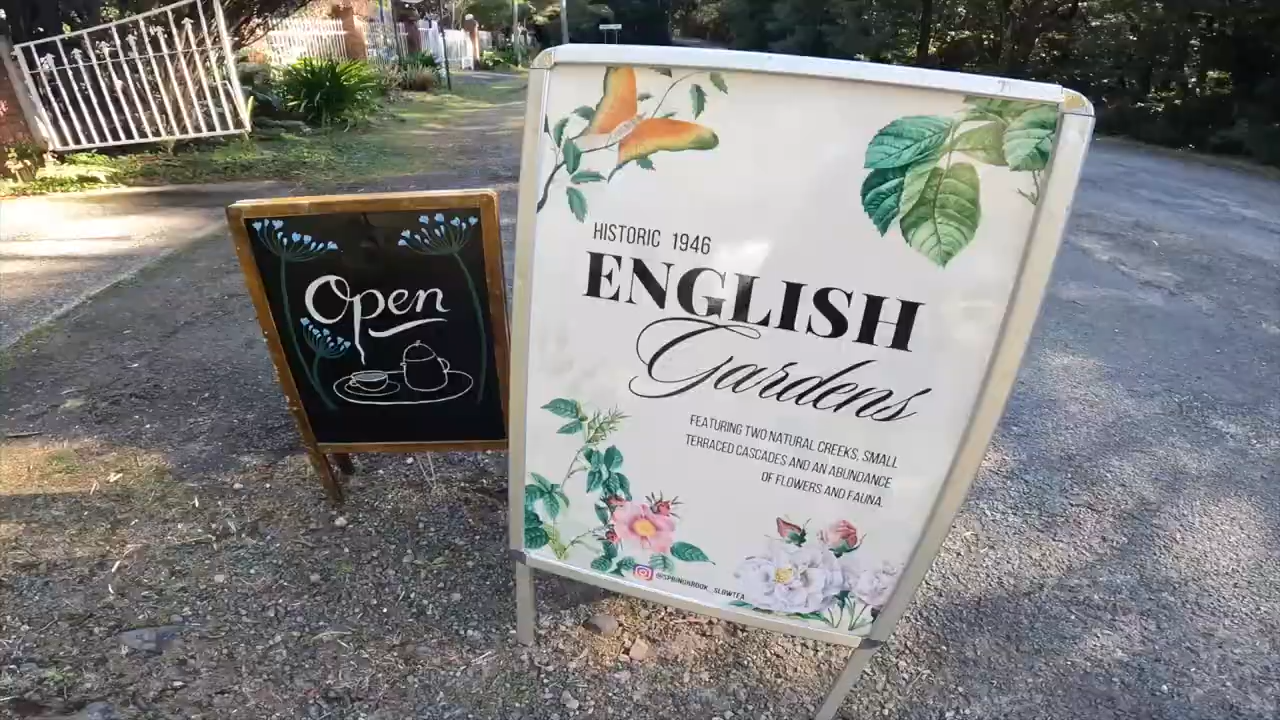 Open
HISTORIC 1946
ENGLISH
Gardens
FEATURING TWO NATURAL CREEKS, SMALL
TERRACED CASCADES AND AN ABUNDANCE
OF FLOWERS AND FAUNA.
@SPRINGBROOK_SLOWTEA